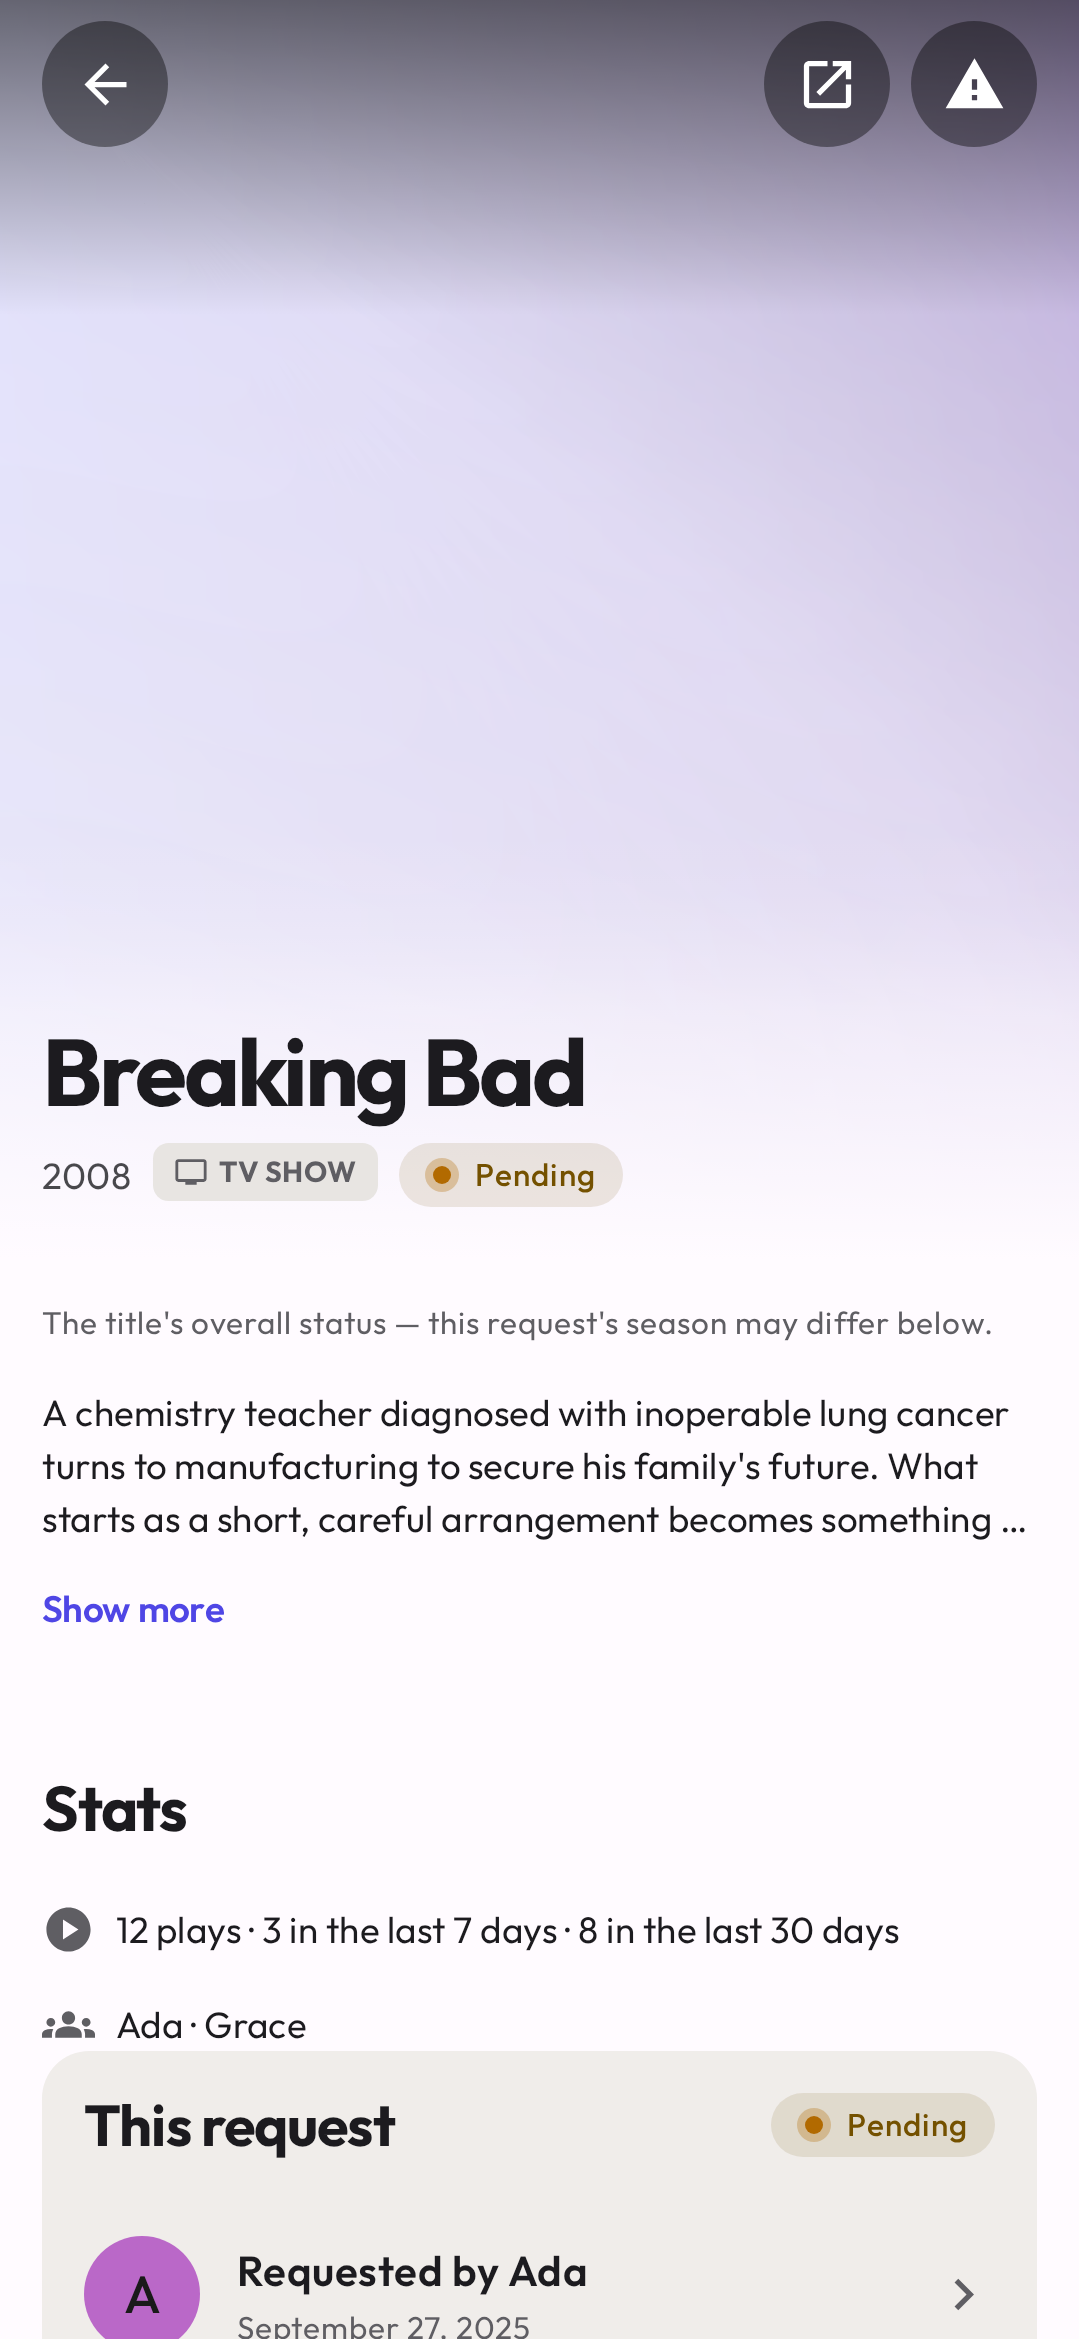 Breaking Bad
2008 TV SHOW Pending
The title's overall status — this request's season may differ below.
A chemistry teacher diagnosed with inoperable lung cancer
turns to manufacturing to secure his family's future. What
starts as a short, careful arrangement becomes something ...
Show more
Stats
12 plays · 3 in the last 7 days · 8 in the last 30 days
Ada · Grace
This request Pending
A
Requested by Ada
September 27, 2025